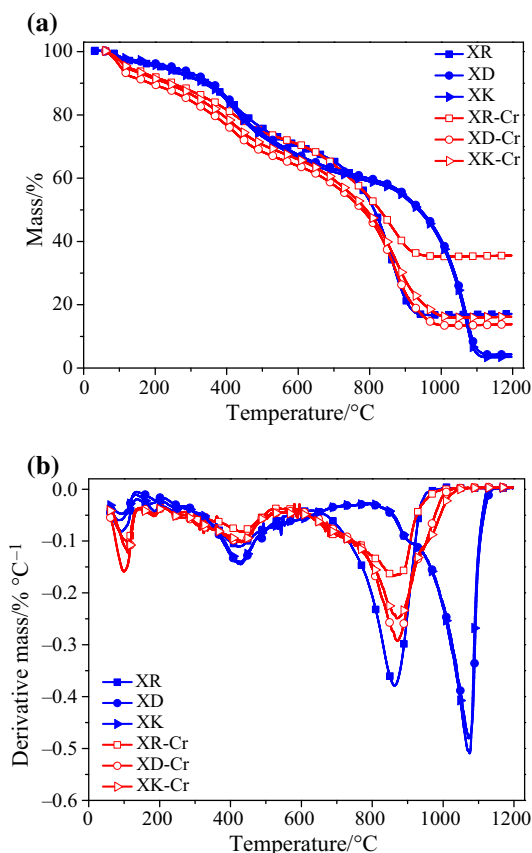 (a)
100
80
60
40
20
0
Mass/%
XR
XD
XK
XR-Cr
XD-Cr
XK-Cr
0 200 400 600 800 1000 1200
Temperature/°C
(b)
0.0
–0.1
–0.2
–0.3
–0.4
–0.5
–0.6
Derivative mass/% °C⁻¹
XR
XD
XK
XR-Cr
XD-Cr
XK-Cr
0 200 400 600 800 1000 1200
Temperature/°C